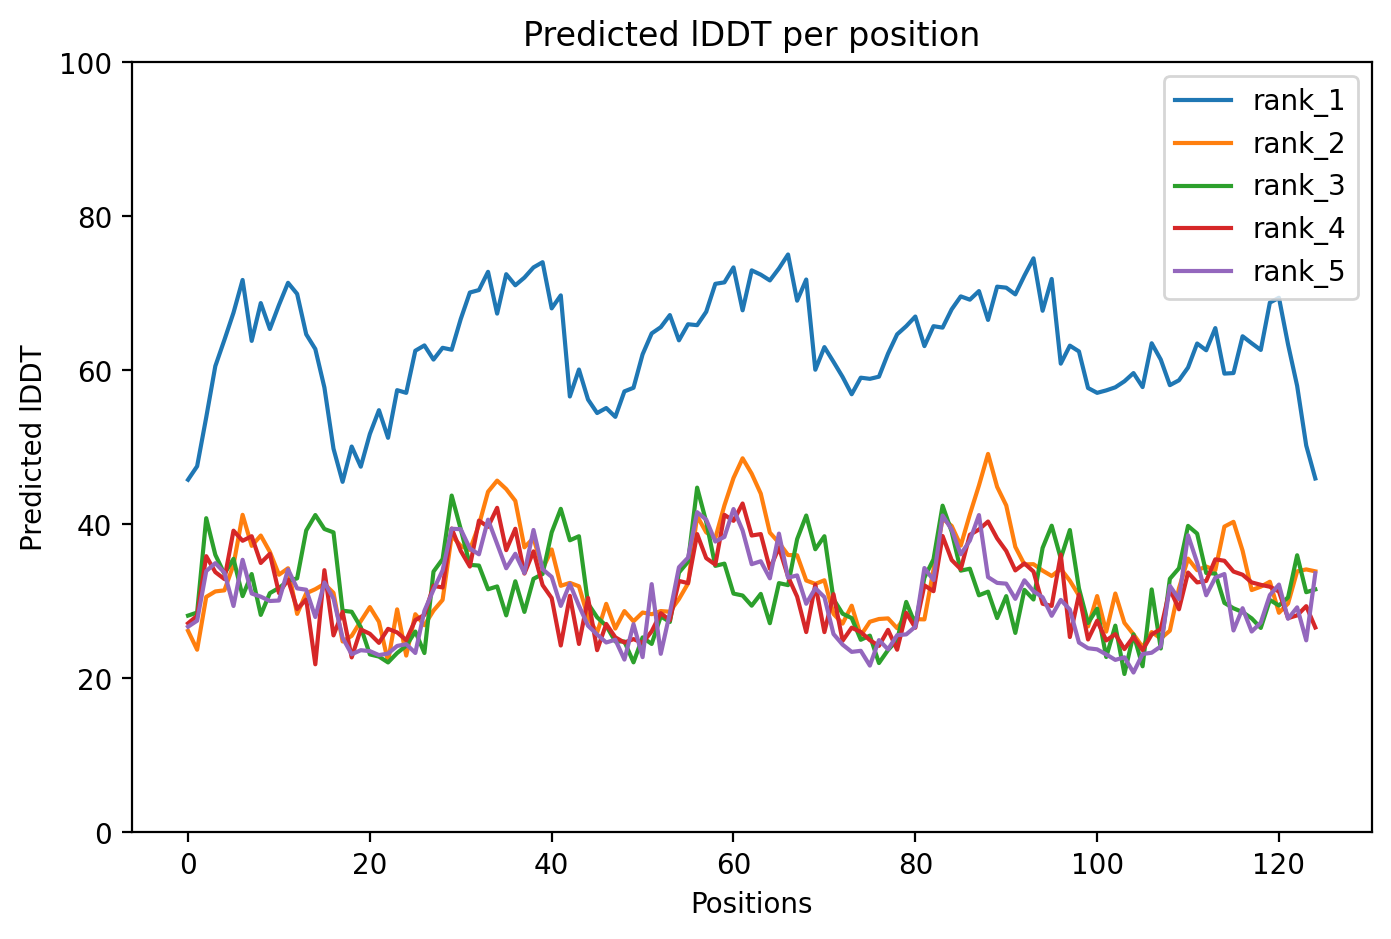 Predicted lDDT per position
100
80
60
40
20
0
Predicted lDDT
0 20 40 60 80 100 120
Positions
rank_1
rank_2
rank_3
rank_4
rank_5